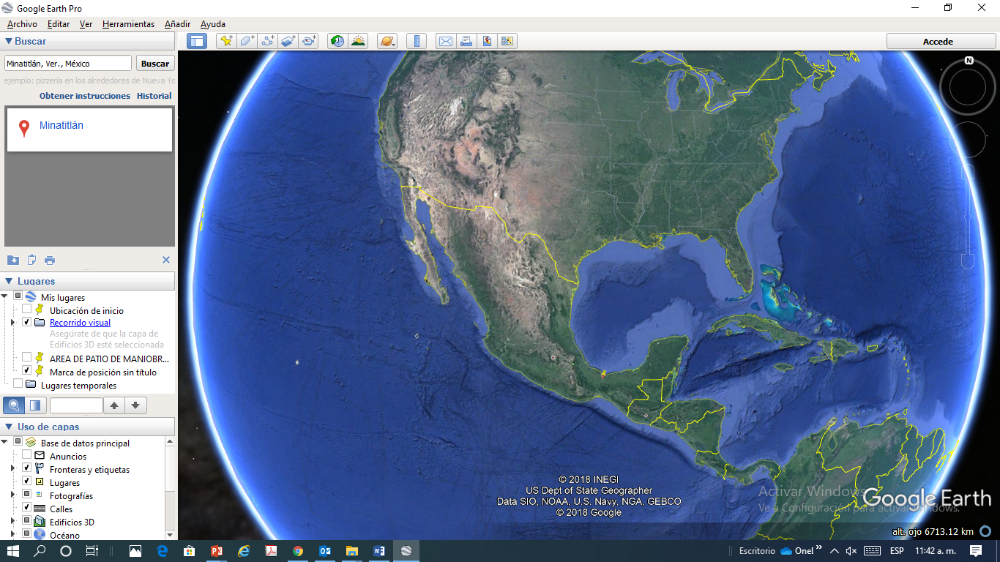 Google Earth Pro
Archivo Editar Ver Herramientas Añadir Ayuda
Buscar
Accede
Minatitlán, Ver., México Buscar
ejemplo: pizzería en los alrededores de Nueva Yo
Obtener instrucciones Historial
Minatitlán
N
Lugares
Mis lugares
Ubicación de inicio
Recorrido visual
Asegúrate de que la capa de
Edificios 3D esté seleccionada
AREA DE PATIO DE MANIOBR...
Marca de posición sin título
Lugares temporales
Uso de capas
Base de datos principal
Anuncios
Fronteras y etiquetas
Lugares
Fotografías
Calles
Edificios 3D
Océano
© 2018 INEGI
US Dept of State Geographer
Data SIO, NOAA, U.S. Navy, NGA, GEBCO
© 2018 Google
Activar Windows
Ve a Configuración para activar Windows.
Google Earth
alt. ojo 6713.12 km
Escritorio Onel ESP 11:42 a. m.